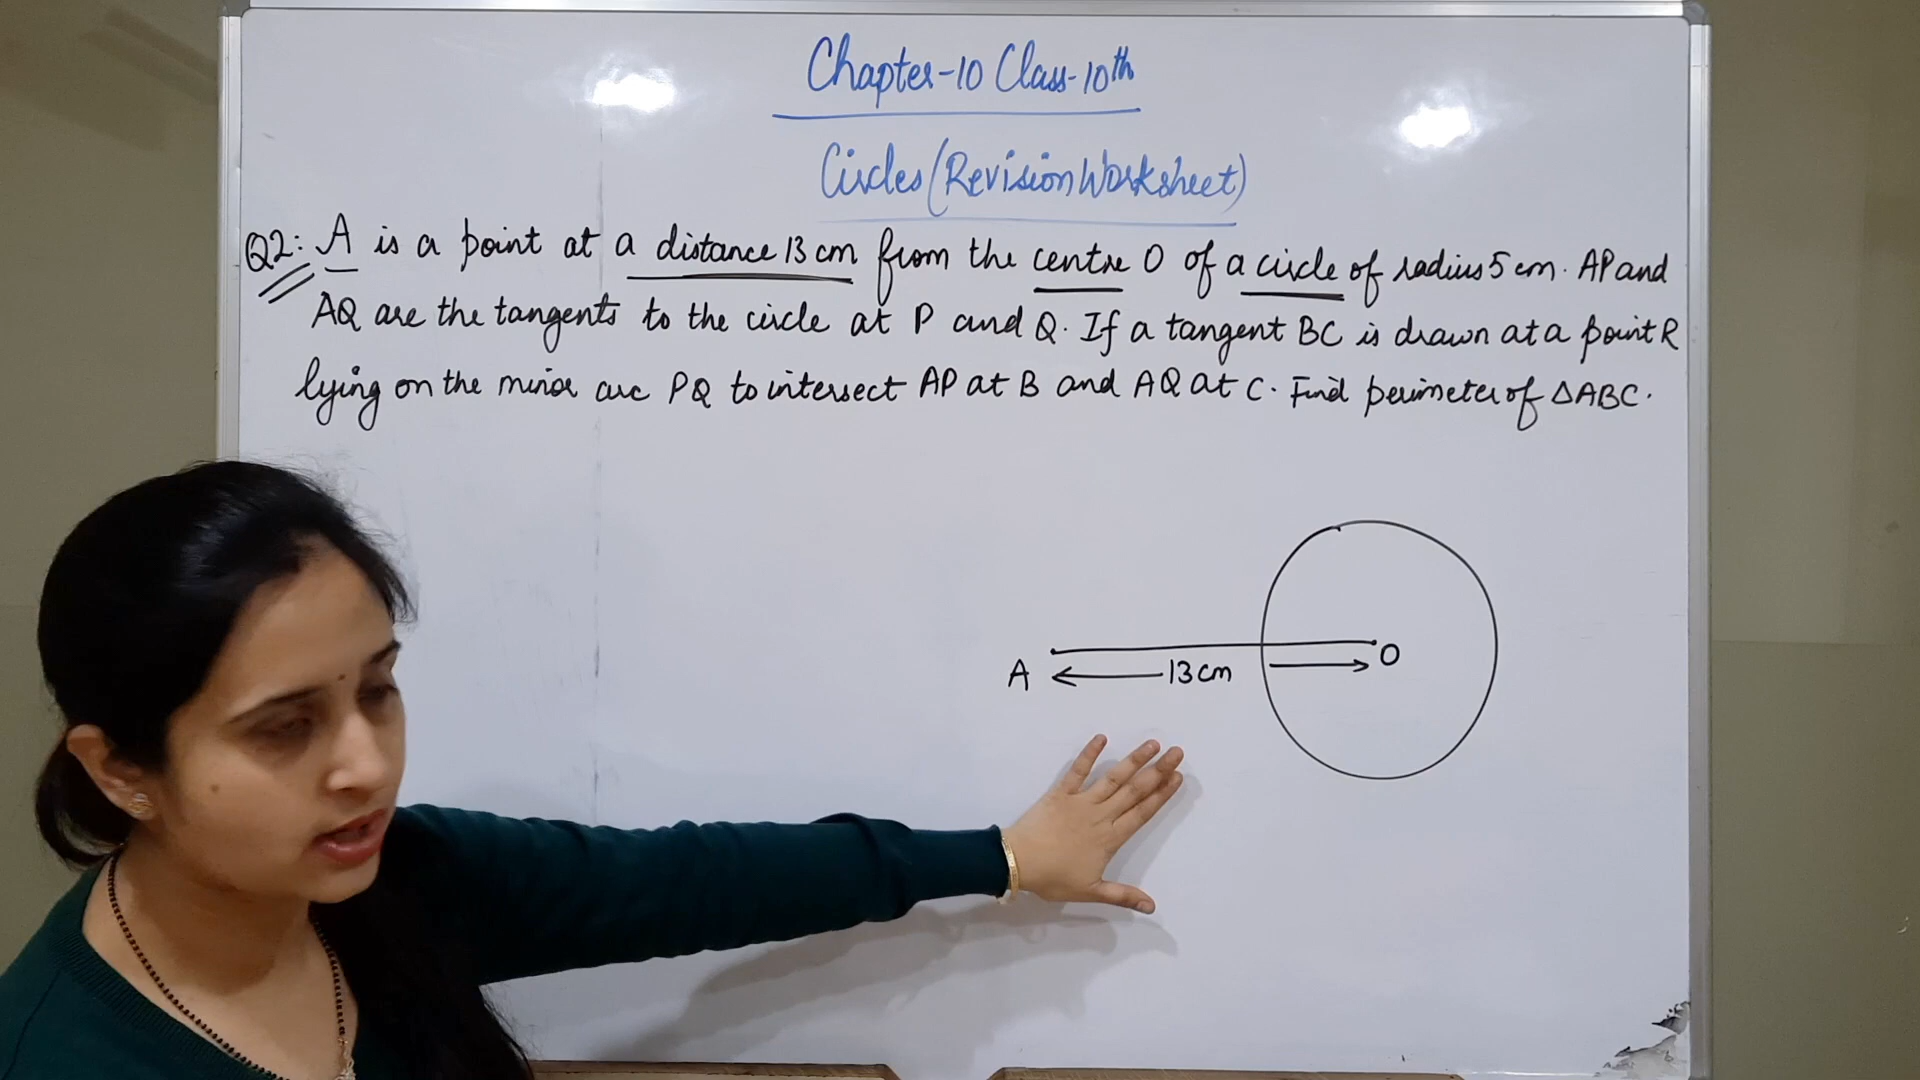 Chapter-10 Class-10th
Circles (Revision Worksheet)
Q2: A is a point at a distance 13 cm from the centre O of a circle of radius 5 cm. AP and
AQ are the tangents to the circle at P and Q. If a tangent BC is drawn at a point R
lying on the minor arc PQ to intersect AP at B and AQ at C. Find perimeter of ΔABC.
A 13 cm O